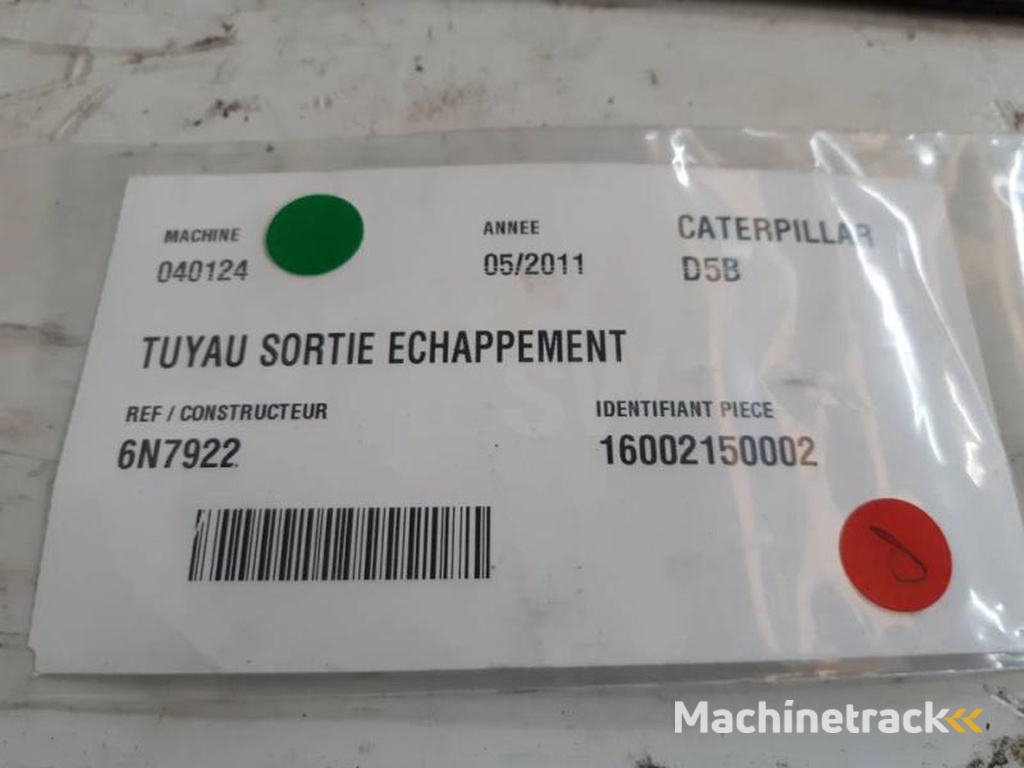 MACHINE
040124
ANNEE
05/2011
CATERPILLAR
D5B
TUYAU SORTIE ECHAPPEMENT
REF / CONSTRUCTEUR
6N7922
IDENTIFIANT PIECE
16002150002
Machinetrack